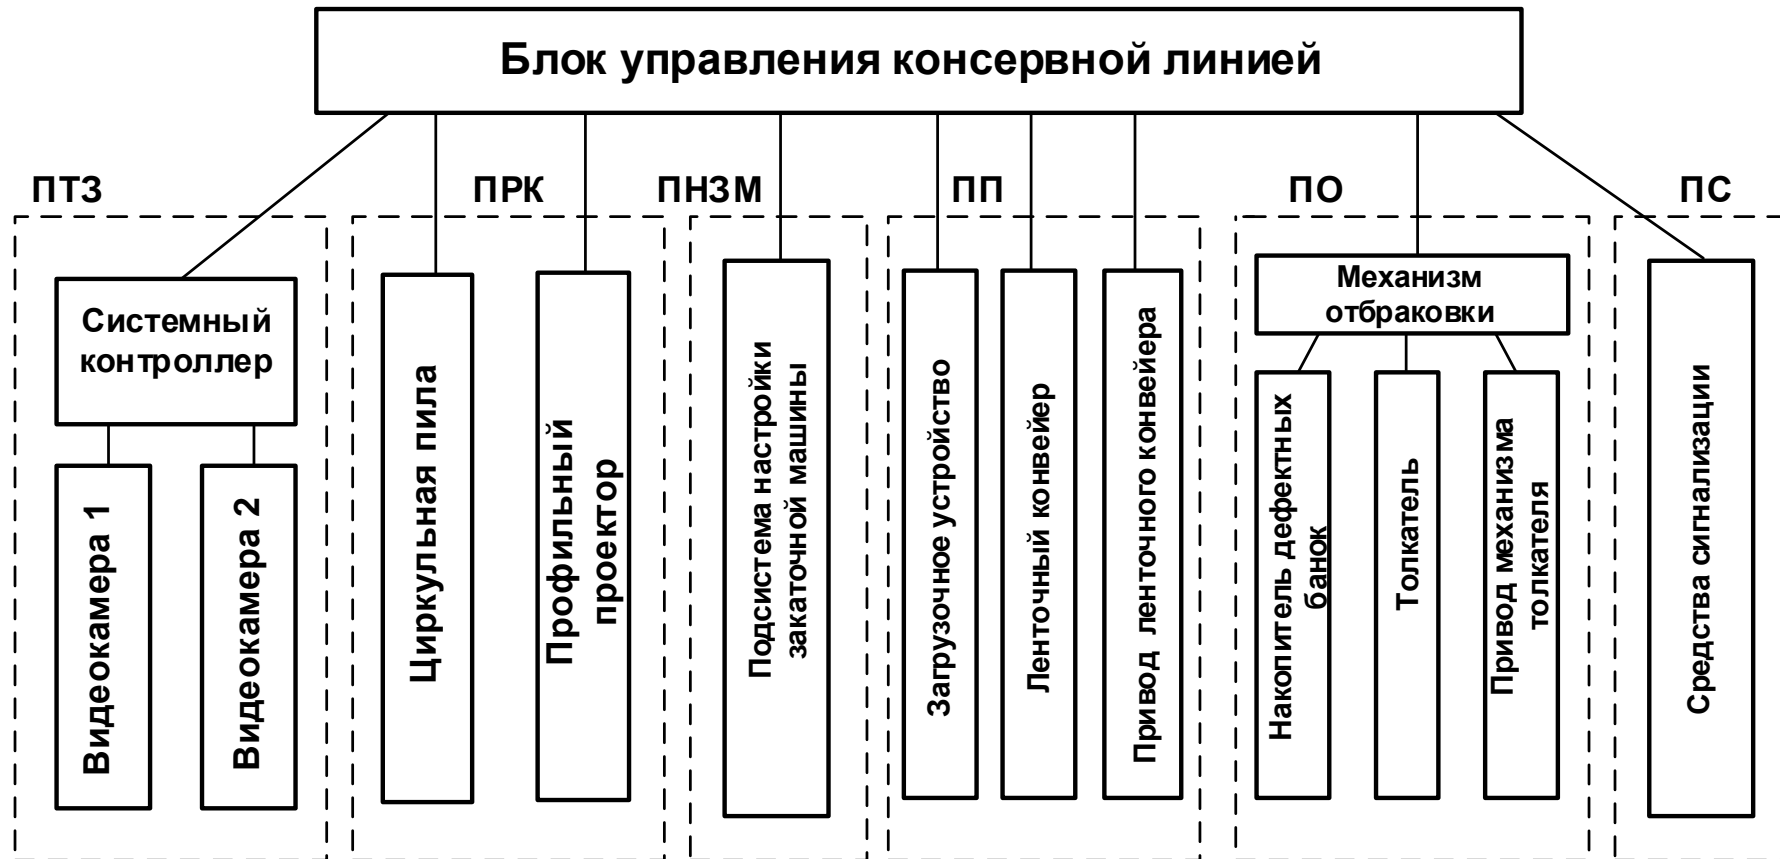 Блок управления консервной линией
ПТЗ
ПРК
ПНЗМ
ПП
ПО
ПС
Системный
контроллер
Видеокамера 1
Видеокамера 2
Циркульная пила
Профильный
проектор
Подсистема настройки
закаточной машины
Загрузочное устройство
Ленточный конвейер
Привод ленточного конвейера
Механизм
отбраковки
Накопитель дефектных
банок
Толкатель
Привод механизма
толкателя
Средства сигнализации